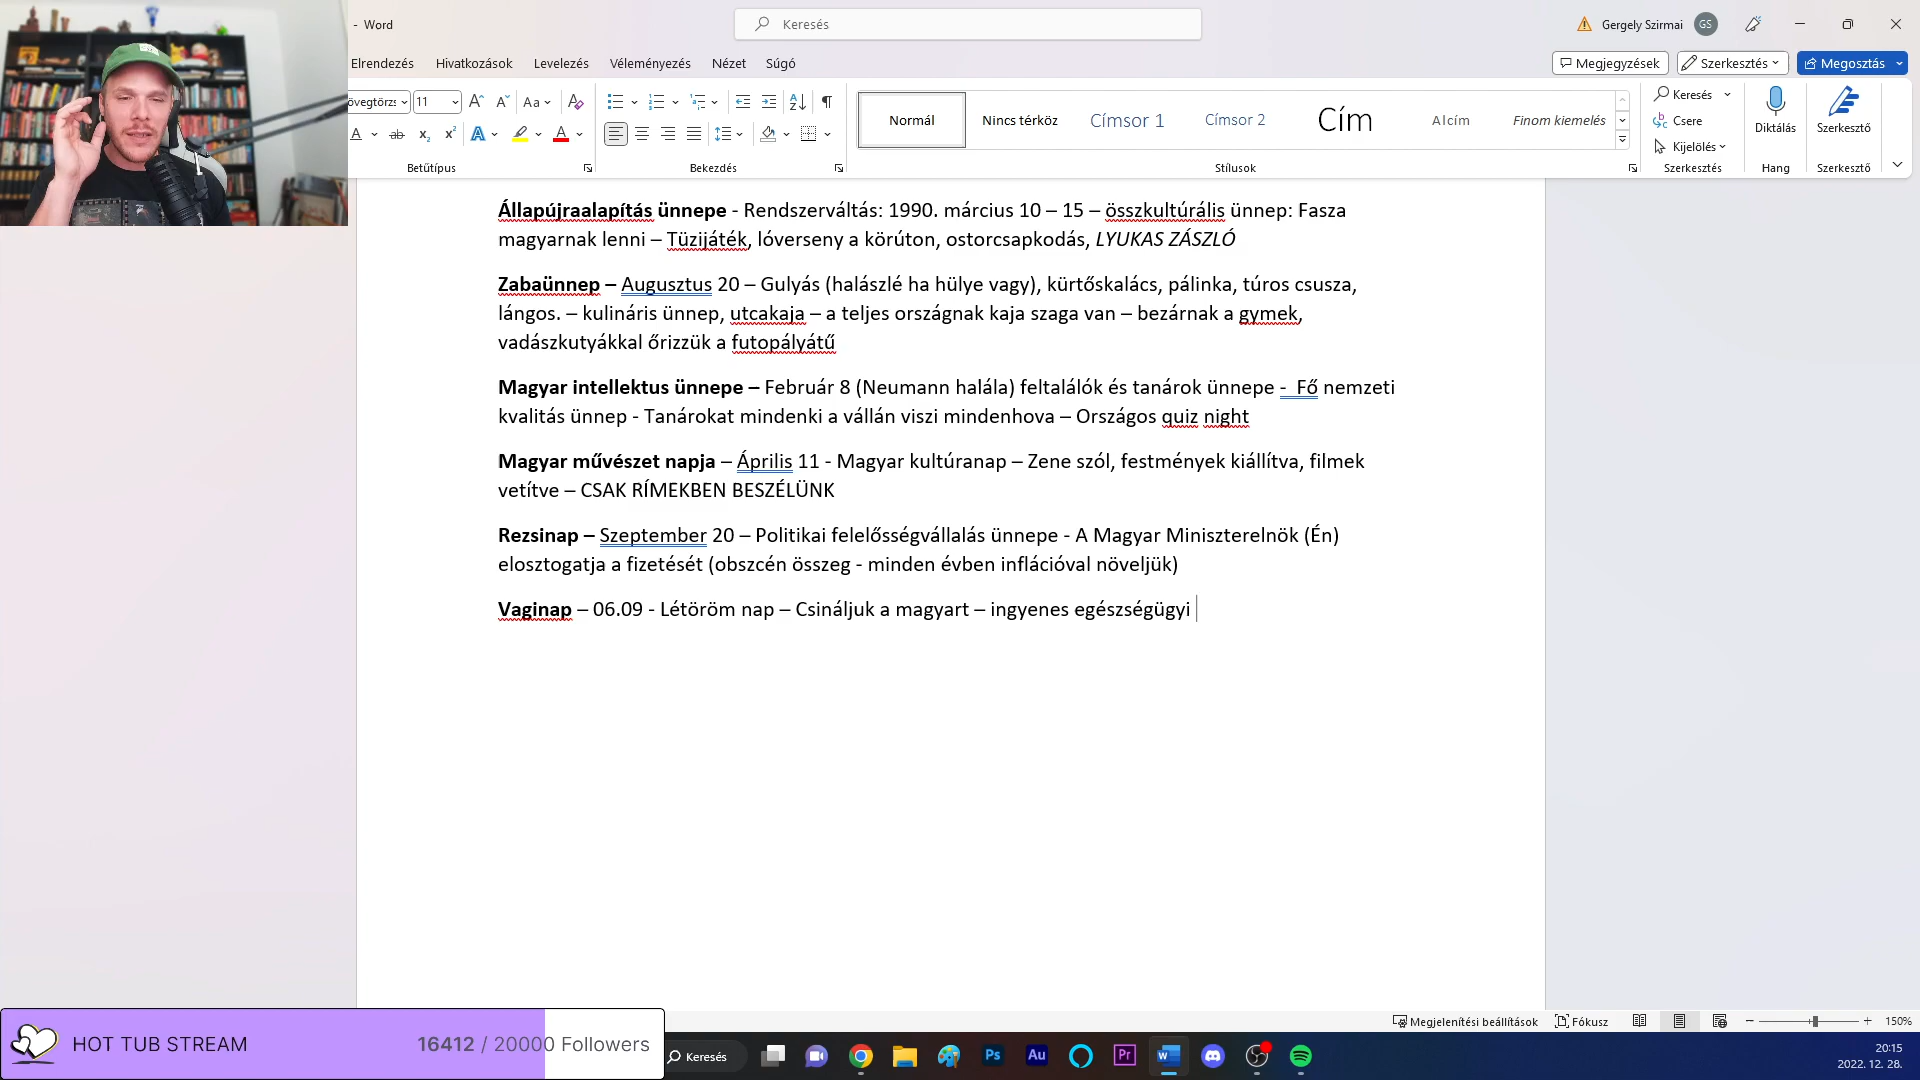 - Word
Keresés
Gergely Szirmai
GS
Elrendezés Hivatkozások Levelezés Véleményezés Nézet Súgó
Megjegyzések
Szerkesztés
Megosztás
övegtörzs
11
Aa
Normál
Nincs térköz
Címsor 1
Címsor 2
Cím
Alcím
Finom kiemelés
Keresés
Csere
Kijelölés
Diktálás
Szerkesztő
Betűtípus
Bekezdés
Stílusok
Szerkesztés
Hang
Szerkesztő
Állapújraalapítás ünnepe - Rendszerváltás: 1990. március 10 – 15 – összkultúrális ünnep: Fasza
magyarnak lenni – Tüzijáték, lóverseny a körúton, ostorcsapkodás, LYUKAS ZÁSZLÓ
Zabaünnep – Augusztus 20 – Gulyás (halászlé ha hülye vagy), kürtőskalács, pálinka, túros csusza,
lángos. – kulináris ünnep, utcakaja – a teljes országnak kaja szaga van – bezárnak a gymek,
vadászkutyákkal őrizzük a futopályátű
Magyar intellektus ünnepe – Február 8 (Neumann halála) feltalálók és tanárok ünnepe -  Fő nemzeti
kvalitás ünnep - Tanárokat mindenki a vállán viszi mindenhova – Országos quiz night
Magyar művészet napja – Április 11 - Magyar kultúranap – Zene szól, festmények kiállítva, filmek
vetítve – CSAK RÍMEKBEN BESZÉLÜNK
Rezsinap – Szeptember 20 – Politikai felelősségvállalás ünnepe - A Magyar Miniszterelnök (Én)
elosztogatja a fizetését (obszcén összeg - minden évben inflációval növeljük)
Vaginap – 06.09 - Létöröm nap – Csináljuk a magyart – ingyenes egészségügyi
Megjelenítési beállítások
Fókusz
150%
HOT TUB STREAM
16412 / 20000 Followers
Keresés
Ps
Au
Pr
W
20:15
2022. 12. 28.